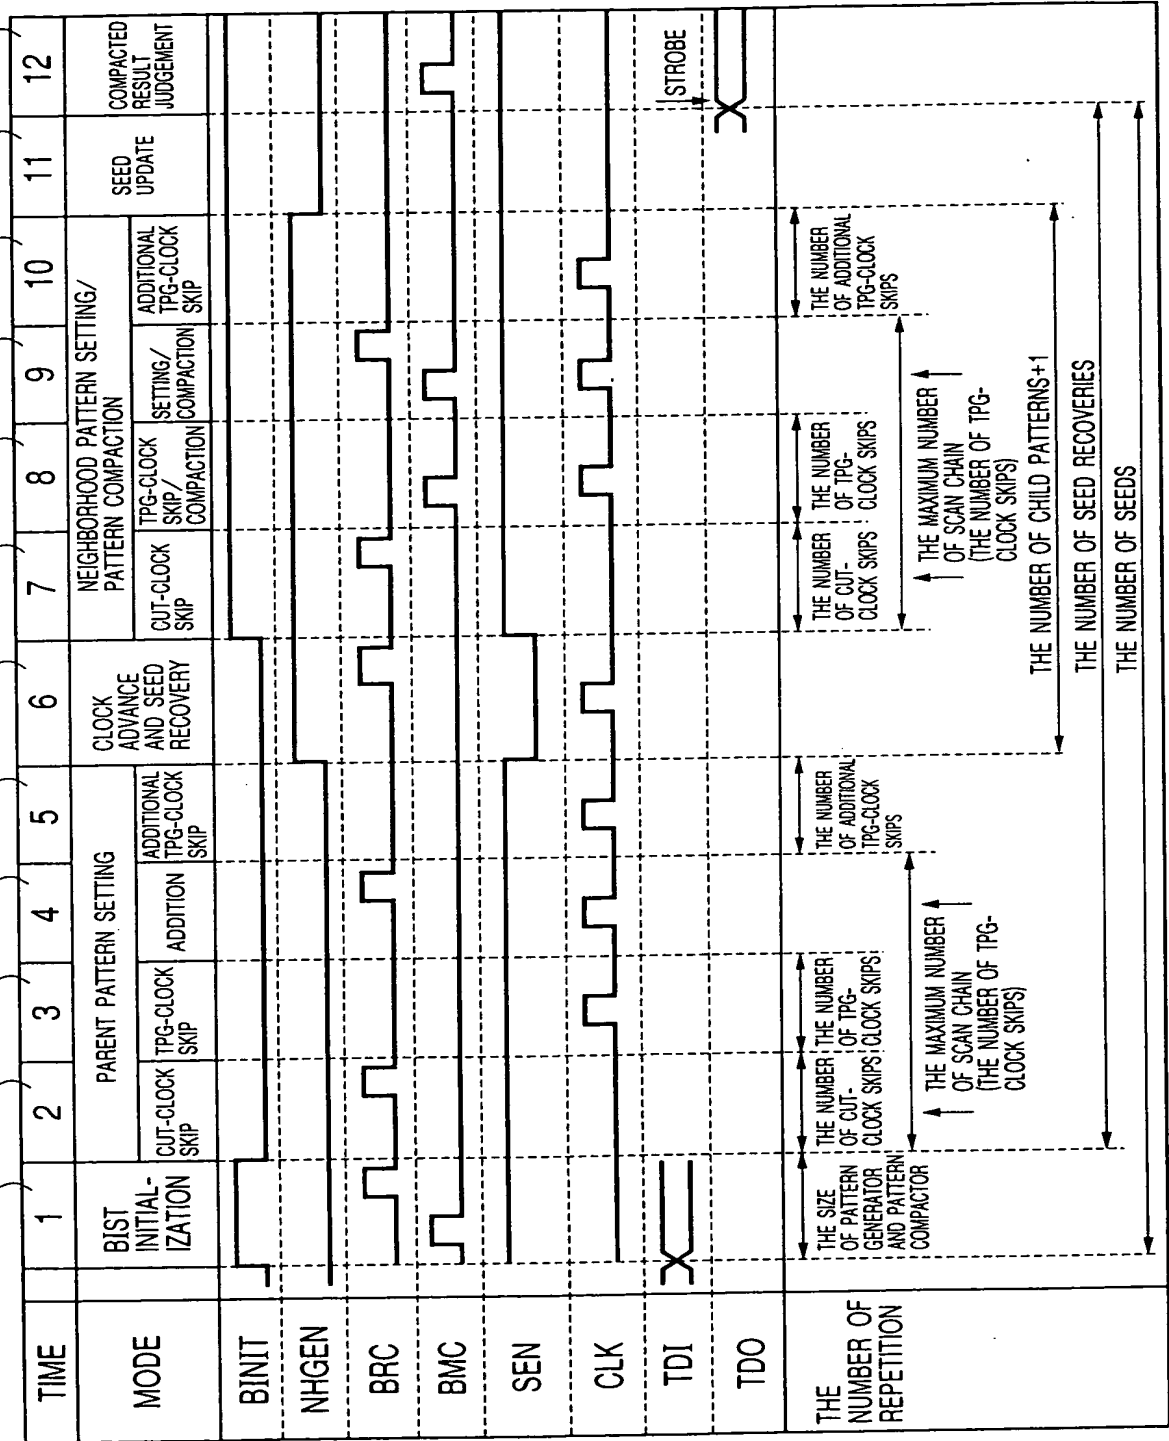 TIME
1
2
3
4
5
6
7
8
9
10
11
12
MODE
BIST
INITIAL-
IZATION
PARENT PATTERN SETTING
CUT-CLOCK
SKIP
TPG-CLOCK
SKIP
ADDITION
ADDITIONAL
TPG-CLOCK
SKIP
CLOCK
ADVANCE
AND SEED
RECOVERY
NEIGHBORHOOD PATTERN SETTING/
PATTERN COMPACTION
CUT-CLOCK
SKIP
TPG-CLOCK
SKIP/
COMPACTION
SETTING/
COMPACTION
ADDITIONAL
TPG-CLOCK
SKIP
SEED
UPDATE
COMPACTED
RESULT
JUDGEMENT
BINIT
NHGEN
BRC
BMC
SEN
CLK
TDI
STROBE
TDO
THE
NUMBER OF
REPETITION
THE SIZE
OF PATTERN
GENERATOR
AND PATTERN
COMPACTOR
THE NUMBER
OF CUT-
CLOCK SKIPS
THE NUMBER
OF TPG-
CLOCK SKIPS
THE NUMBER
OF ADDITIONAL
TPG-CLOCK
SKIPS
THE NUMBER
OF CUT-
CLOCK SKIPS
THE NUMBER
OF TPG-
CLOCK SKIPS
THE NUMBER
OF ADDITIONAL
TPG-CLOCK
SKIPS
THE MAXIMUM NUMBER
OF SCAN CHAIN
(THE NUMBER OF TPG-
CLOCK SKIPS)
THE MAXIMUM NUMBER
OF SCAN CHAIN
(THE NUMBER OF TPG-
CLOCK SKIPS)
THE NUMBER OF CHILD PATTERNS+1
THE NUMBER OF SEED RECOVERIES
THE NUMBER OF SEEDS